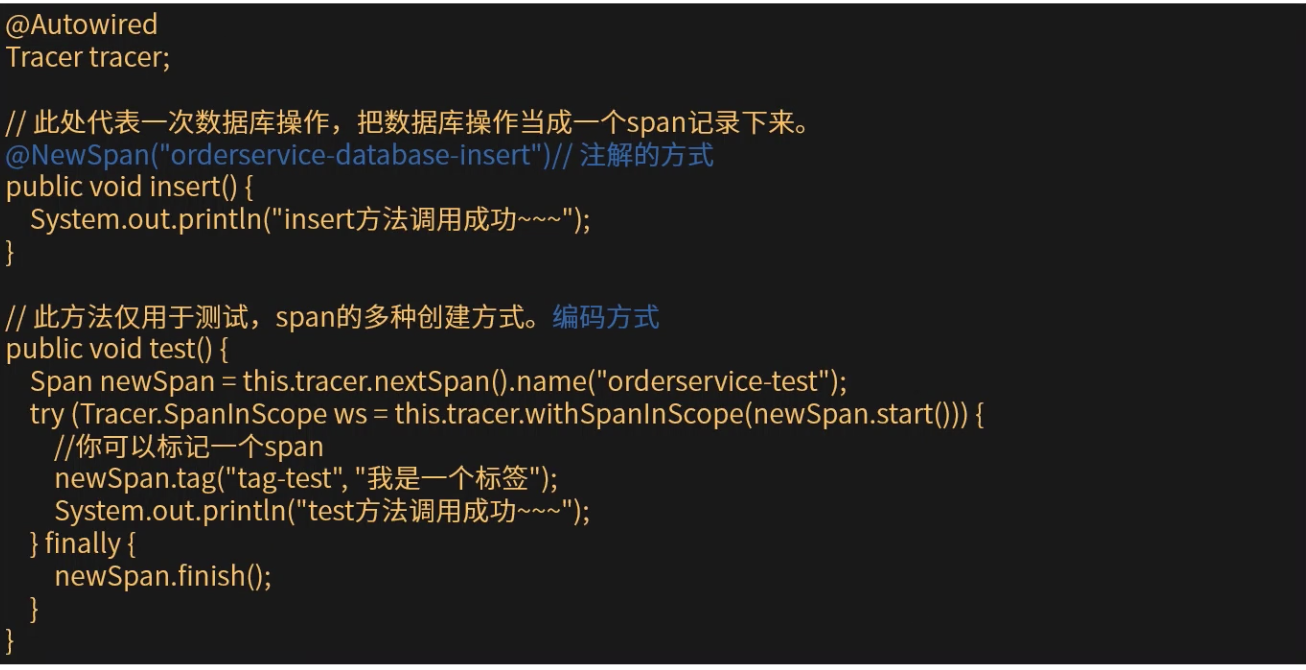 @Autowired
Tracer tracer;
// 此处代表一次数据库操作，把数据库操作当成一个span记录下来。
@NewSpan("orderservice-database-insert")// 注解的方式
public void insert() {
System.out.println("insert方法调用成功~~~");
}
// 此方法仅用于测试，span的多种创建方式。编码方式
public void test() {
Span newSpan = this.tracer.nextSpan().name("orderservice-test");
try (Tracer.SpanInScope ws = this.tracer.withSpanInScope(newSpan.start())) {
//你可以标记一个span
newSpan.tag("tag-test", "我是一个标签");
System.out.println("test方法调用成功~~~");
} finally {
newSpan.finish();
}
}